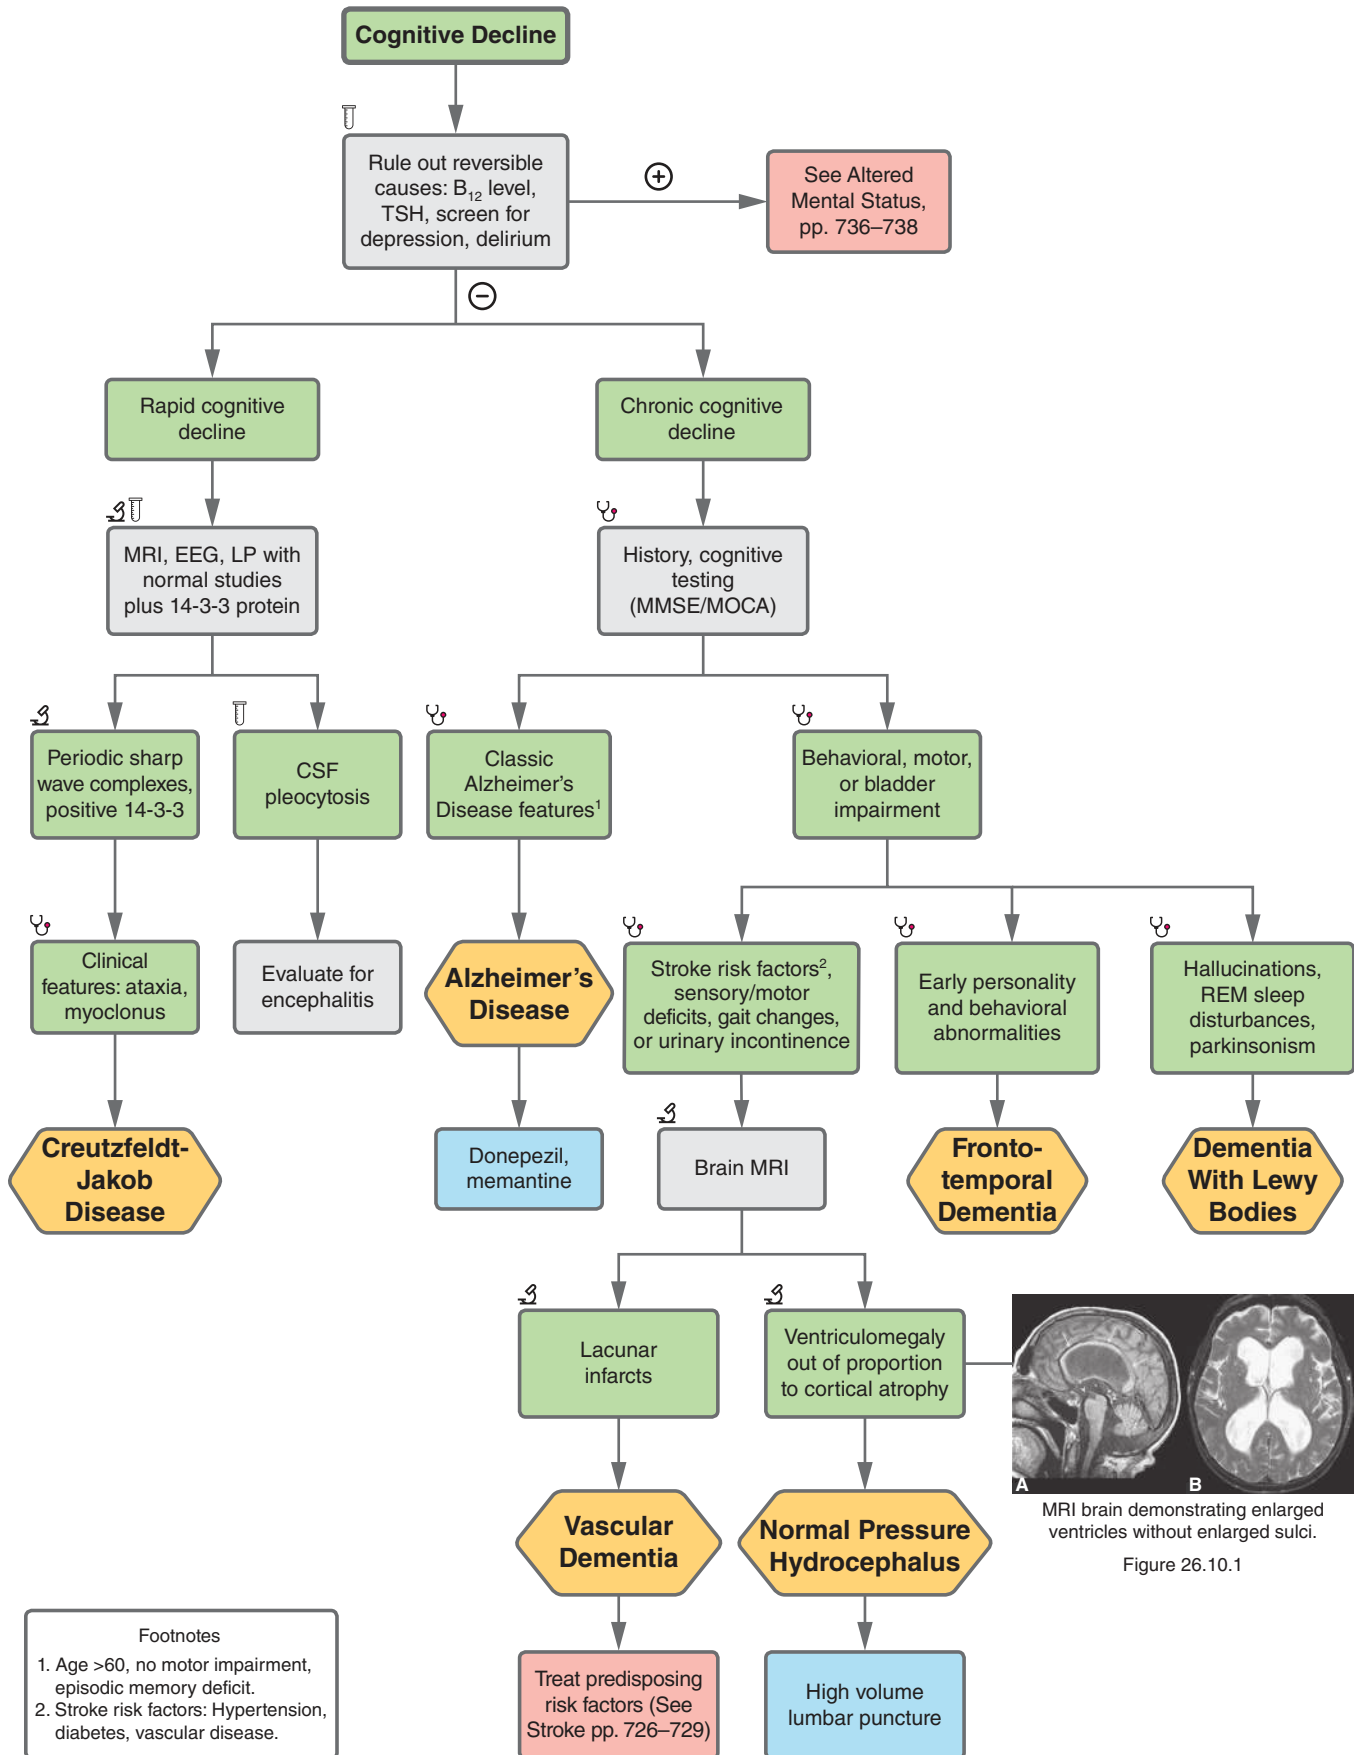 Cognitive Decline
Rule out reversible
causes: B12 level,
TSH, screen for
depression, delirium
+
See Altered
Mental Status,
pp. 736–738
−
Rapid cognitive
decline
Chronic cognitive
decline
MRI, EEG, LP with
normal studies
plus 14-3-3 protein
History, cognitive
testing
(MMSE/MOCA)
Periodic sharp
wave complexes,
positive 14-3-3
CSF
pleocytosis
Classic
Alzheimer’s
Disease features1
Behavioral, motor,
or bladder
impairment
Clinical
features: ataxia,
myoclonus
Evaluate for
encephalitis
Alzheimer’s
Disease
Stroke risk factors2,
sensory/motor
deficits, gait changes,
or urinary incontinence
Early personality
and behavioral
abnormalities
Hallucinations,
REM sleep
disturbances,
parkinsonism
Creutzfeldt-
Jakob
Disease
Donepezil,
memantine
Brain MRI
Fronto-
temporal
Dementia
Dementia
With Lewy
Bodies
Lacunar
infarcts
Ventriculomegaly
out of proportion
to cortical atrophy
A
B
MRI brain demonstrating enlarged
ventricles without enlarged sulci.
Figure 26.10.1
Vascular
Dementia
Normal Pressure
Hydrocephalus
Treat predisposing
risk factors (See
Stroke pp. 726–729)
High volume
lumbar puncture
Footnotes
1. Age >60, no motor impairment,
episodic memory deficit.
2. Stroke risk factors: Hypertension,
diabetes, vascular disease.